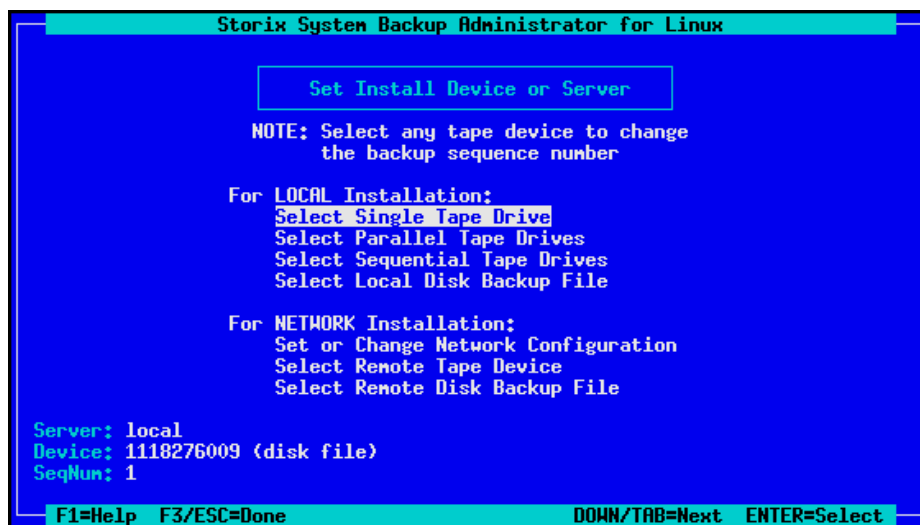 Storix System Backup Administrator for Linux
Set Install Device or Server
NOTE: Select any tape device to change
the backup sequence number
For LOCAL Installation:
Select Single Tape Drive
Select Parallel Tape Drives
Select Sequential Tape Drives
Select Local Disk Backup File
For NETWORK Installation:
Set or Change Network Configuration
Select Remote Tape Device
Select Remote Disk Backup File
Server: local
Device: 1118276009 (disk file)
SeqNum: 1
F1=Help F3/ESC=Done DOWN/TAB=Next ENTER=Select